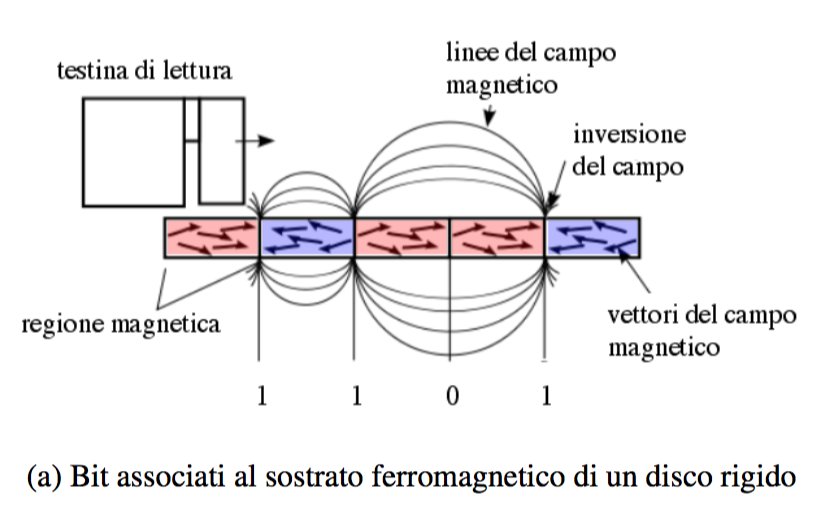 linee del campo
magnetico
testina di lettura
inversione
del campo
regione magnetica
vettori del campo
magnetico
1 1 0 1
(a) Bit associati al sostrato ferromagnetico di un disco rigido